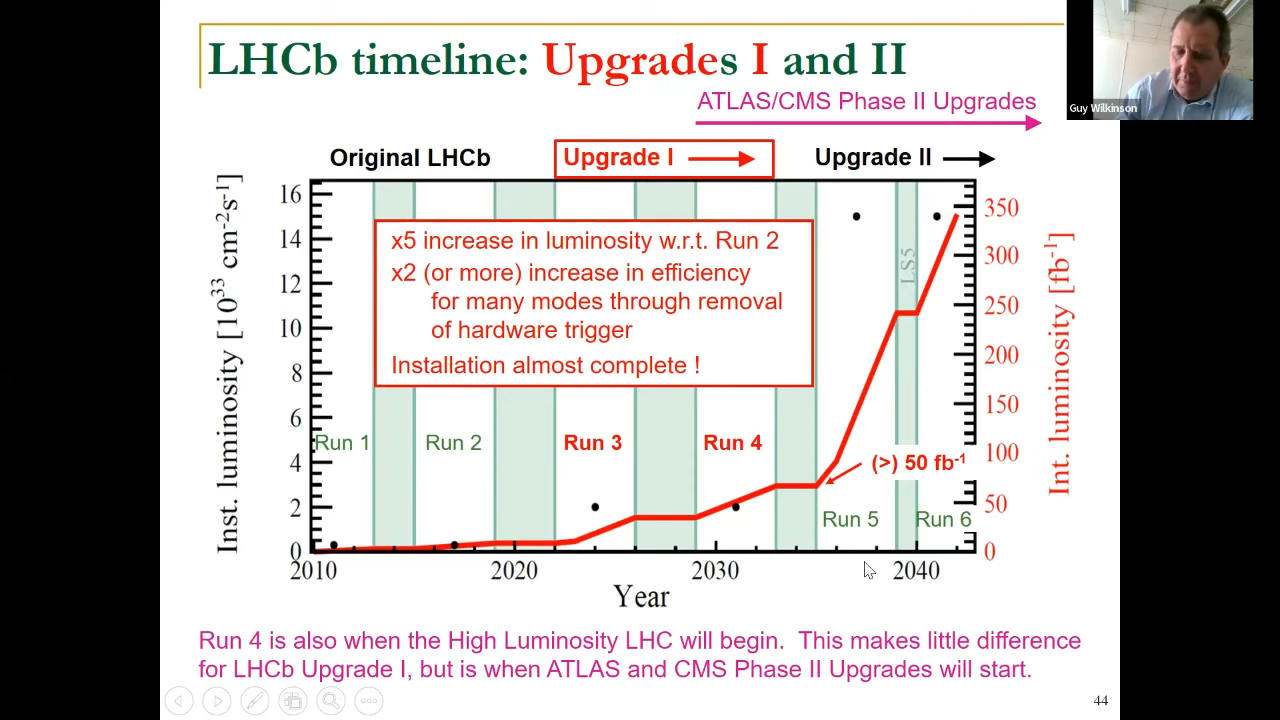 LHCb timeline: Upgrades I and II
ATLAS/CMS Phase II Upgrades
Guy Wilkinson
Original LHCb
Upgrade I
Upgrade II
Inst. luminosity [10³³ cm⁻²s⁻¹]
16
14
12
10
8
6
4
2
0
x5 increase in luminosity w.r.t. Run 2
x2 (or more) increase in efficiency
for many modes through removal
of hardware trigger
Installation almost complete !
LS5
350
300
250
200
150
100
50
0
Int. luminosity [fb⁻¹]
Run 1
Run 2
Run 3
Run 4
(>) 50 fb⁻¹
Run 5
Run 6
2010
2020
2030
2040
Year
Run 4 is also when the High Luminosity LHC will begin. This makes little difference
for LHCb Upgrade I, but is when ATLAS and CMS Phase II Upgrades will start.
44